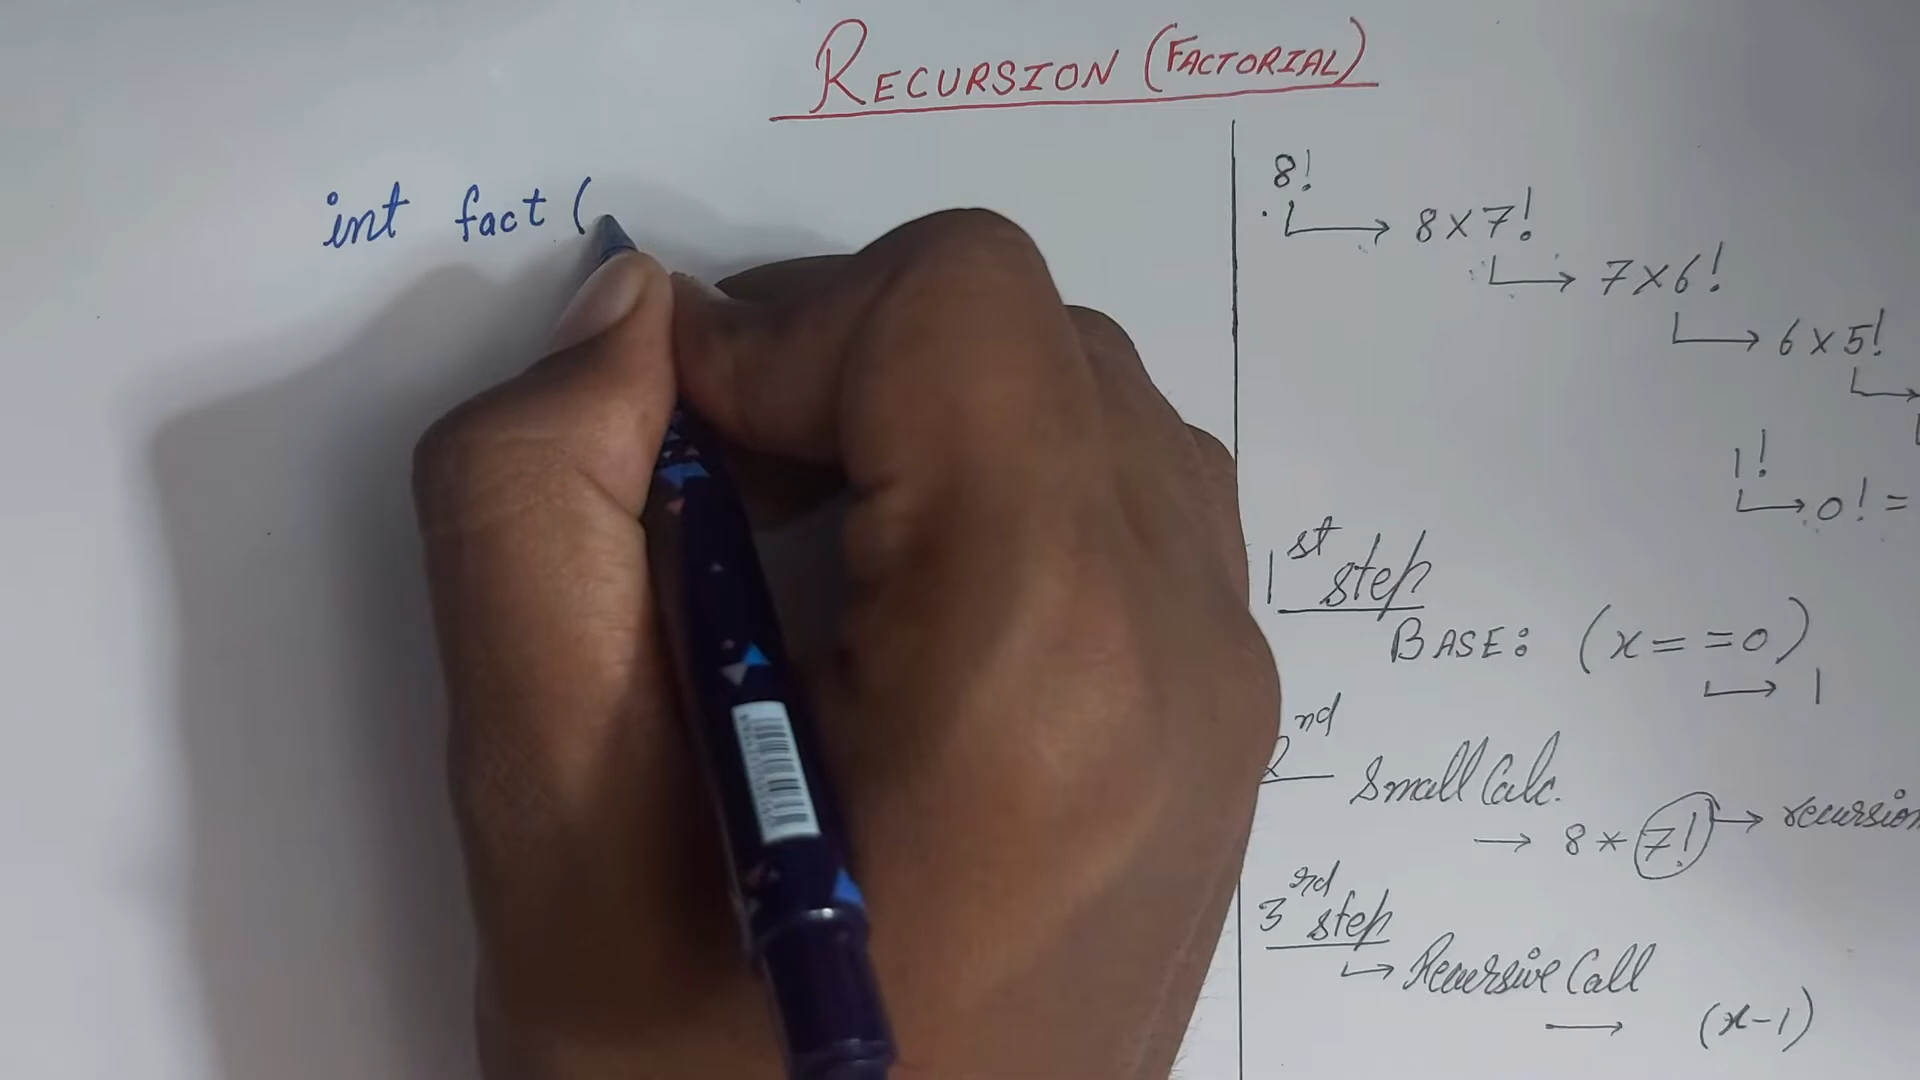 RECURSION (FACTORIAL)
int fact (
8!
8 X 7!
7 X 6!
6 X 5!
1!
0! =
1st step
BASE: (x = = 0)
1
2nd
Small Calc.
8 * 7! recursion
3rd step
Recursive Call
(x-1)